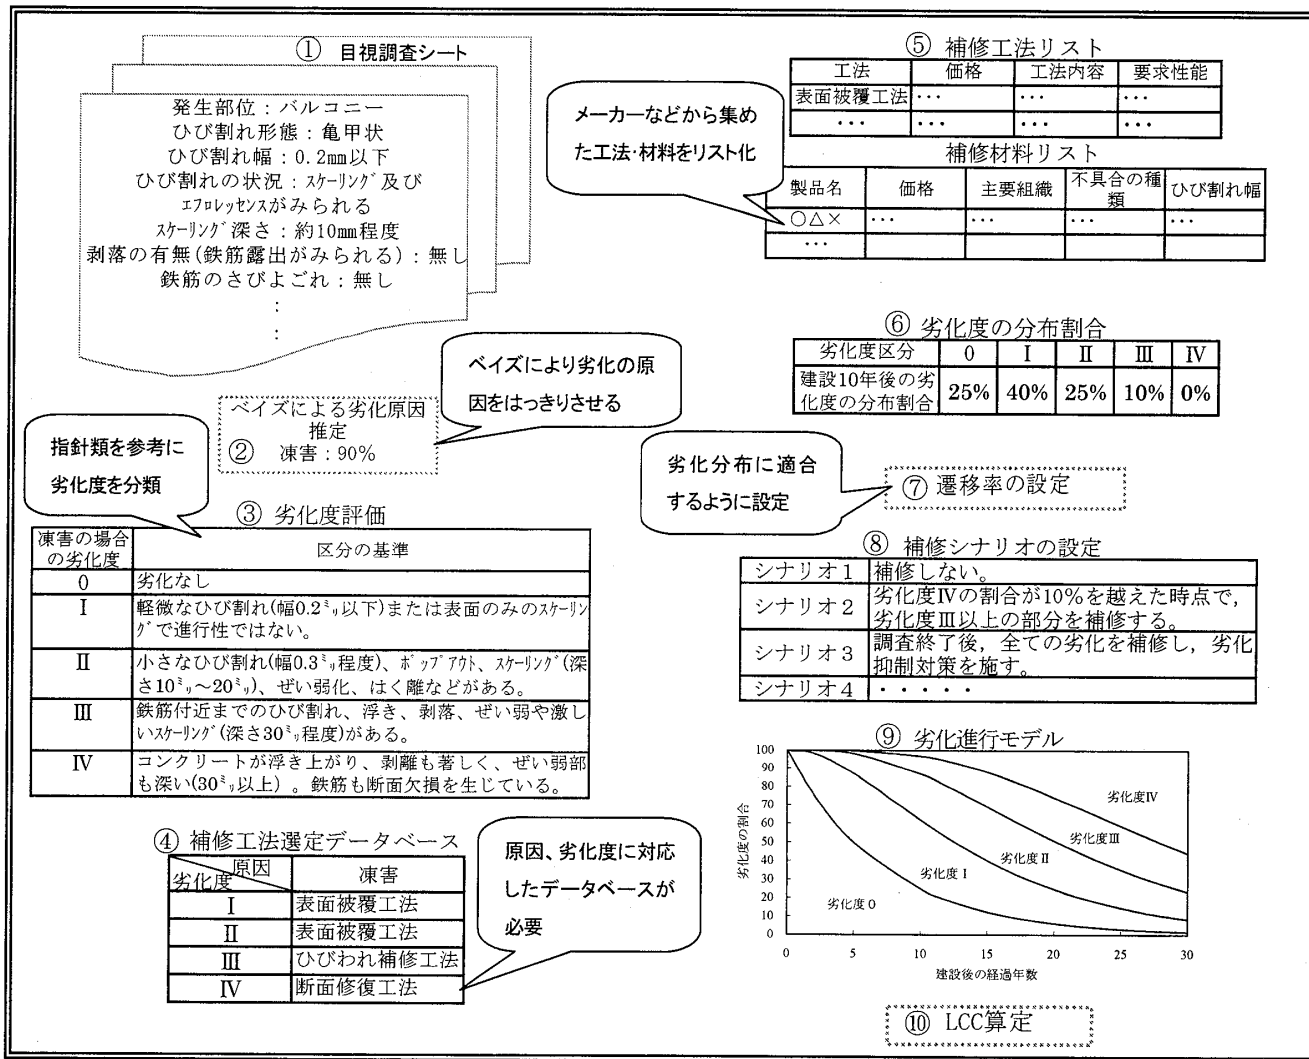 ① 目視調査シート
発生部位：バルコニー
ひび割れ形態：亀甲状
ひび割れ幅：0.2mm以下
ひび割れの状況：スケーリング及び
エフロレッセンスがみられる
スケーリング深さ：約10mm程度
剥落の有無(鉄筋露出がみられる)：無し
鉄筋のさびよごれ：無し
：
：
ベイズにより劣化の原
因をはっきりさせる
ベイズによる劣化原因
推定
② 凍害：90%
指針類を参考に
劣化度を分類
③ 劣化度評価
凍害の場合
の劣化度
区分の基準
0 劣化なし
Ⅰ 軽微なひび割れ(幅0.2ミリ以下)または表面のみのスケーリン
グで進行性ではない。
Ⅱ 小さなひび割れ(幅0.3ミリ程度)、ポップアウト、スケーリング(深
さ10ミリ～20ミリ)、ぜい弱化、はく離などがある。
Ⅲ 鉄筋付近までのひび割れ、浮き、剥落、ぜい弱や激し
いスケーリング(深さ30ミリ程度)がある。
Ⅳ コンクリートが浮き上がり、剥離も著しく、ぜい弱部
も深い(30ミリ以上)。鉄筋も断面欠損を生じている。
④ 補修工法選定データベース
原因
劣化度
凍害
Ⅰ 表面被覆工法
Ⅱ 表面被覆工法
Ⅲ ひびわれ補修工法
Ⅳ 断面修復工法
原因、劣化度に対応
したデータベースが
必要
メーカーなどから集め
た工法・材料をリスト化
⑤ 補修工法リスト
工法 価格 工法内容 要求性能
表面被覆工法 ··· ··· ···
··· ··· ··· ···
補修材料リスト
製品名 価格 主要組織 不具合の種類 ひび割れ幅
○△× ··· ··· ··· ···
···
⑥ 劣化度の分布割合
劣化度区分 0 Ⅰ Ⅱ Ⅲ Ⅳ
建設10年後の劣
化度の分布割合
25% 40% 25% 10% 0%
劣化分布に適合
するように設定
⑦ 遷移率の設定
⑧ 補修シナリオの設定
シナリオ1 補修しない。
シナリオ2 劣化度Ⅳの割合が10%を越えた時点で，
劣化度Ⅲ以上の部分を補修する。
シナリオ3 調査終了後，全ての劣化を補修し，劣化
抑制対策を施す。
シナリオ4 ・・・・・
⑨ 劣化進行モデル
劣化度の割合
100
90
80
70
60
50
40
30
20
10
0
劣化度Ⅳ
劣化度Ⅲ
劣化度Ⅱ
劣化度Ⅰ
劣化度0
0 5 10 15 20 25 30
建設後の経過年数
⑩ LCC算定